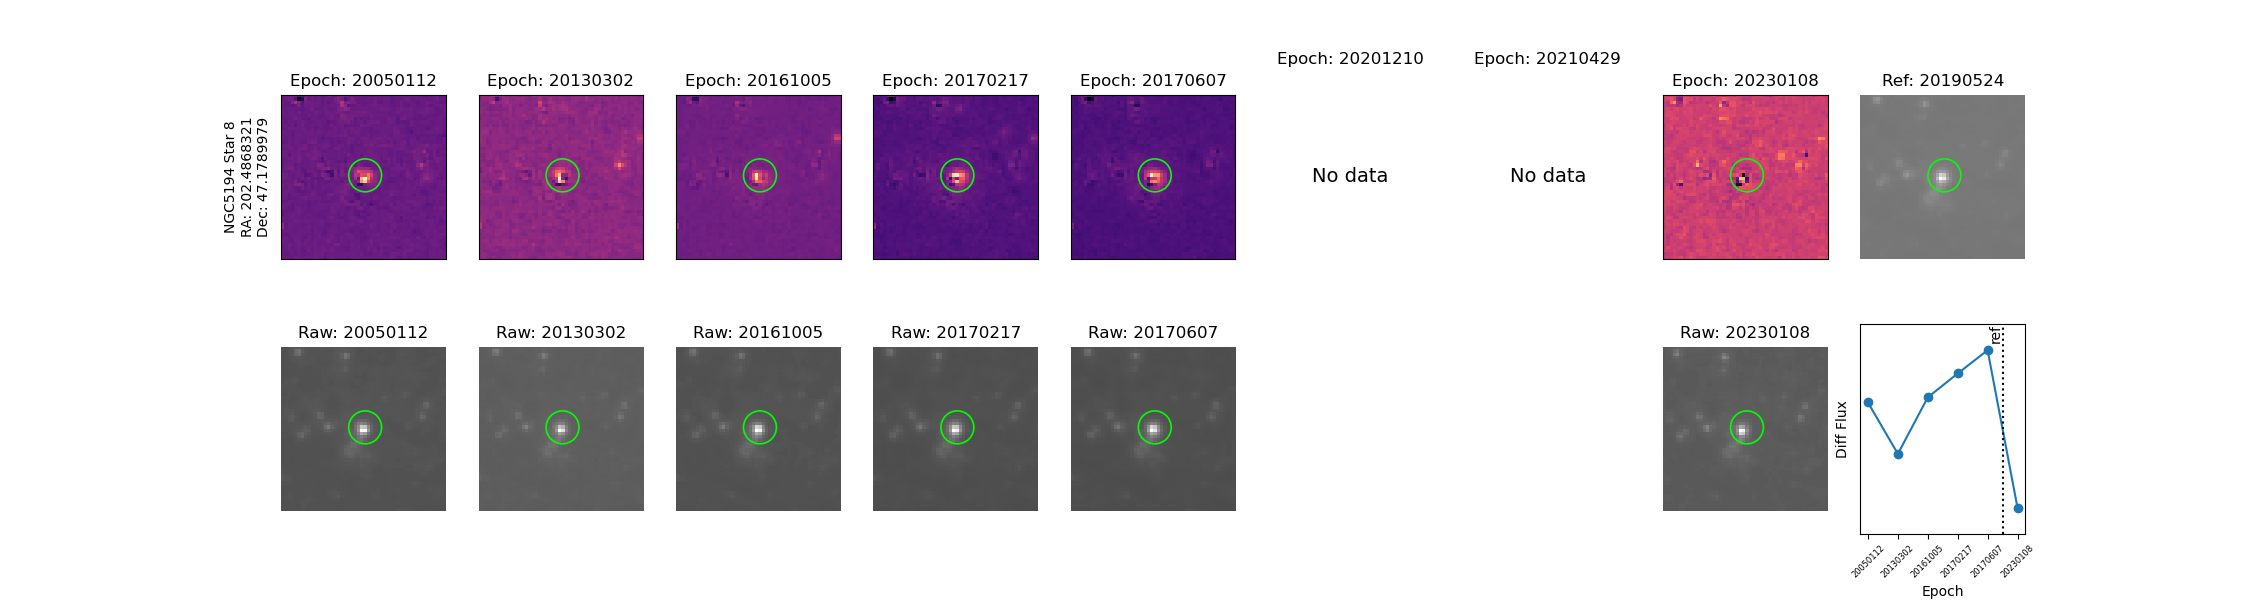 Epoch: 20201210
Epoch: 20210429
Epoch: 20050112
Epoch: 20130302
Epoch: 20161005
Epoch: 20170217
Epoch: 20170607
Epoch: 20230108
Ref: 20190524
NGC5194 Star 8
RA: 202.4868321
Dec: 47.1789979
No data
No data
Raw: 20050112
Raw: 20130302
Raw: 20161005
Raw: 20170217
Raw: 20170607
Raw: 20230108
ref
Diff Flux
20050112
20130302
20161005
20170217
20170607
20230108
Epoch